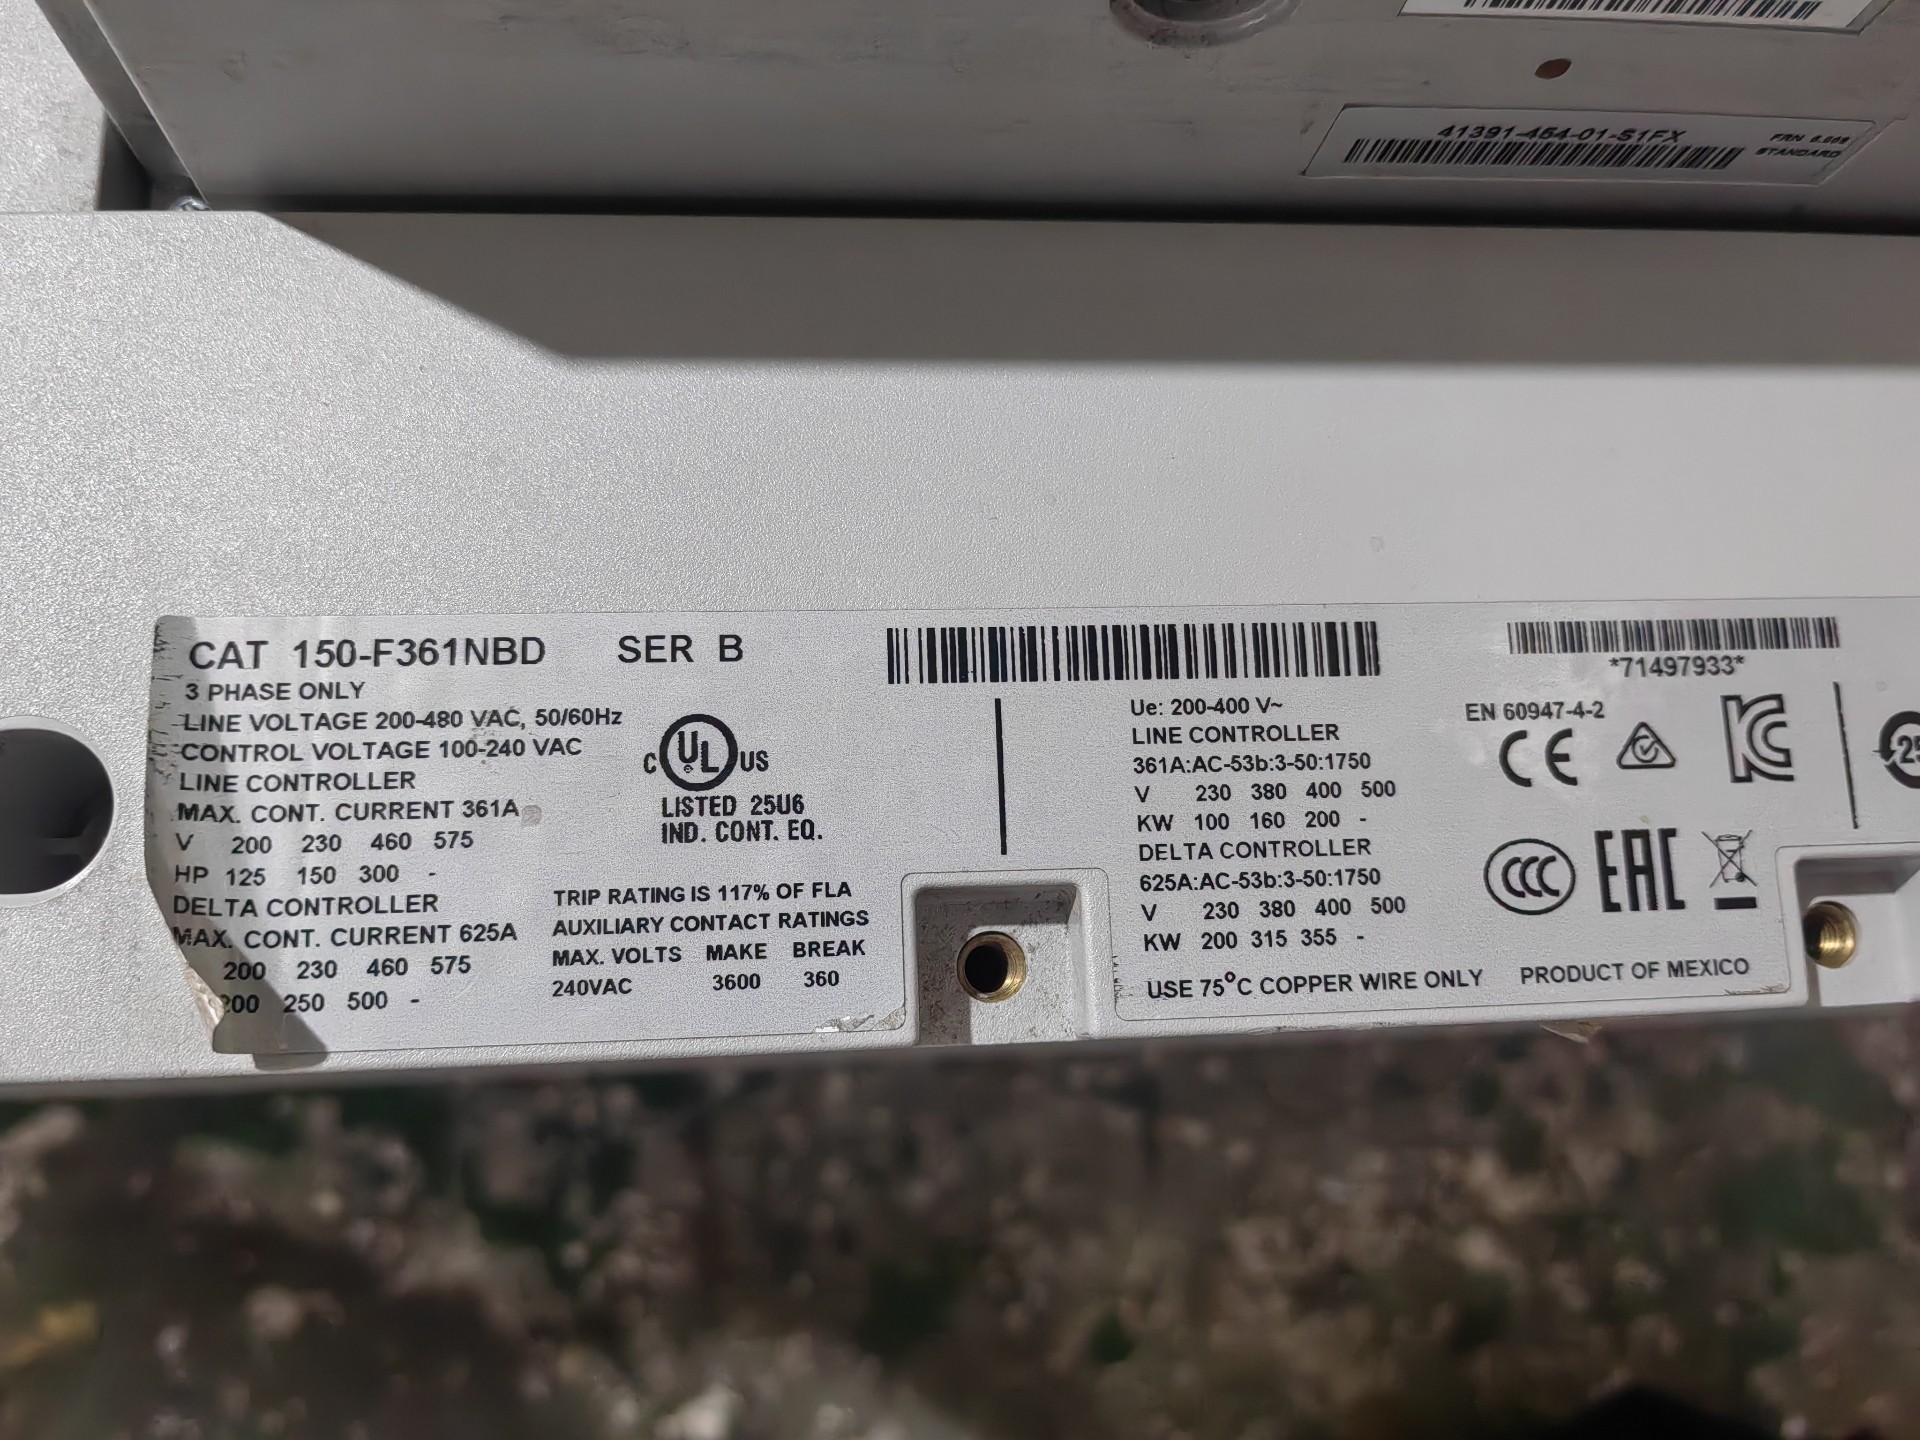 41391-454-01-S1FX
STANDARD
CAT 150-F361NBD SER B
3 PHASE ONLY
LINE VOLTAGE 200-480 VAC, 50/60Hz
CONTROL VOLTAGE 100-240 VAC
LINE CONTROLLER
MAX. CONT. CURRENT 361A
V 200 230 460 575
HP 125 150 300 -
DELTA CONTROLLER
MAX. CONT. CURRENT 625A
200 230 460 575
200 250 500 -
C UL US
LISTED 25U6
IND. CONT. EQ.
TRIP RATING IS 117% OF FLA
AUXILIARY CONTACT RATINGS
MAX. VOLTS MAKE BREAK
240VAC 3600 360
Ue: 200-400 V~
LINE CONTROLLER
361A:AC-53b:3-50:1750
V 230 380 400 500
KW 100 160 200 -
DELTA CONTROLLER
625A:AC-53b:3-50:1750
V 230 380 400 500
KW 200 315 355 -
USE 75°C COPPER WIRE ONLY
PRODUCT OF MEXICO
*71497933*
EN 60947-4-2
CE
CCC EAC
25